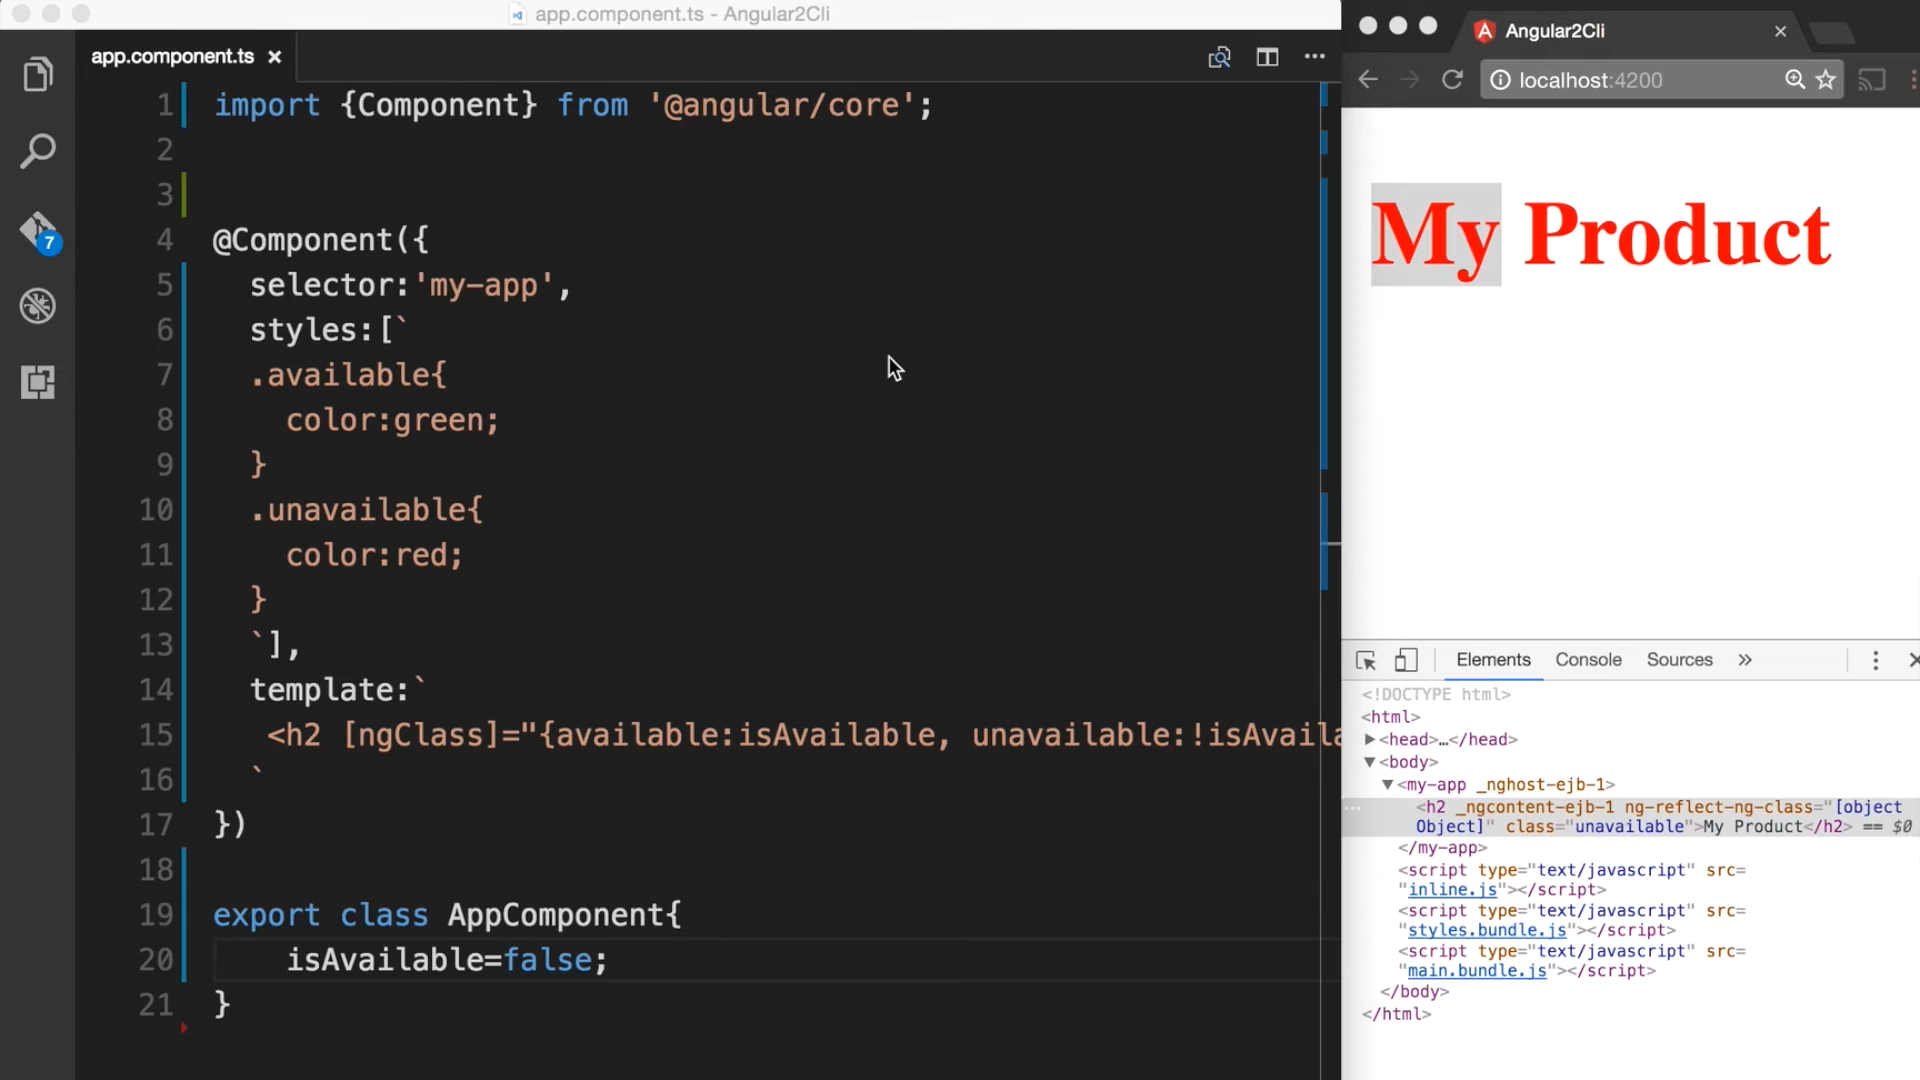 app.component.ts - Angular2Cli
app.component.ts ×
7
1 import {Component} from '@angular/core';
2
3
4 @Component({
5 selector:'my-app',
6 styles:[`
7 .available{
8 color:green;
9 }
10 .unavailable{
11 color:red;
12 }
13 `],
14 template:`
15 <h2 [ngClass]="{available:isAvailable, unavailable:!isAvaila
16 `
17 })
18
19 export class AppComponent{
20 isAvailable=false;
21 }
Angular2Cli ×
localhost:4200
My Product
Elements Console Sources »
<!DOCTYPE html>
<html>
▶<head>…</head>
▼<body>
▼<my-app _nghost-ejb-1>
<h2 _ngcontent-ejb-1 ng-reflect-ng-class="[object
Object]" class="unavailable">My Product</h2> == $0
</my-app>
<script type="text/javascript" src=
"inline.js"></script>
<script type="text/javascript" src=
"styles.bundle.js"></script>
<script type="text/javascript" src=
"main.bundle.js"></script>
</body>
</html>